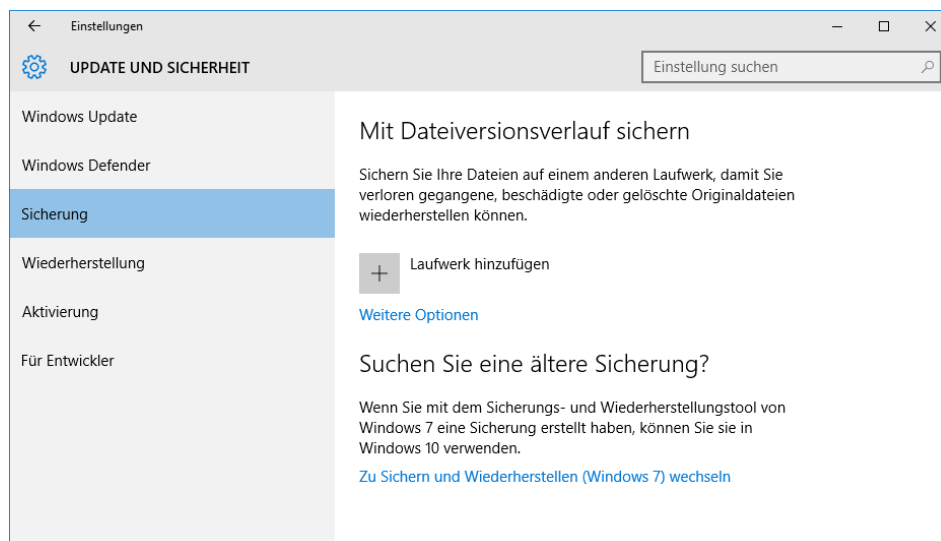 Einstellungen
UPDATE UND SICHERHEIT
Einstellung suchen
Windows Update
Windows Defender
Sicherung
Wiederherstellung
Aktivierung
Für Entwickler
Mit Dateiversionsverlauf sichern
Sichern Sie Ihre Dateien auf einem anderen Laufwerk, damit Sie
verloren gegangene, beschädigte oder gelöschte Originaldateien
wiederherstellen können.
Laufwerk hinzufügen
Weitere Optionen
Suchen Sie eine ältere Sicherung?
Wenn Sie mit dem Sicherungs- und Wiederherstellungstool von
Windows 7 eine Sicherung erstellt haben, können Sie sie in
Windows 10 verwenden.
Zu Sichern und Wiederherstellen (Windows 7) wechseln